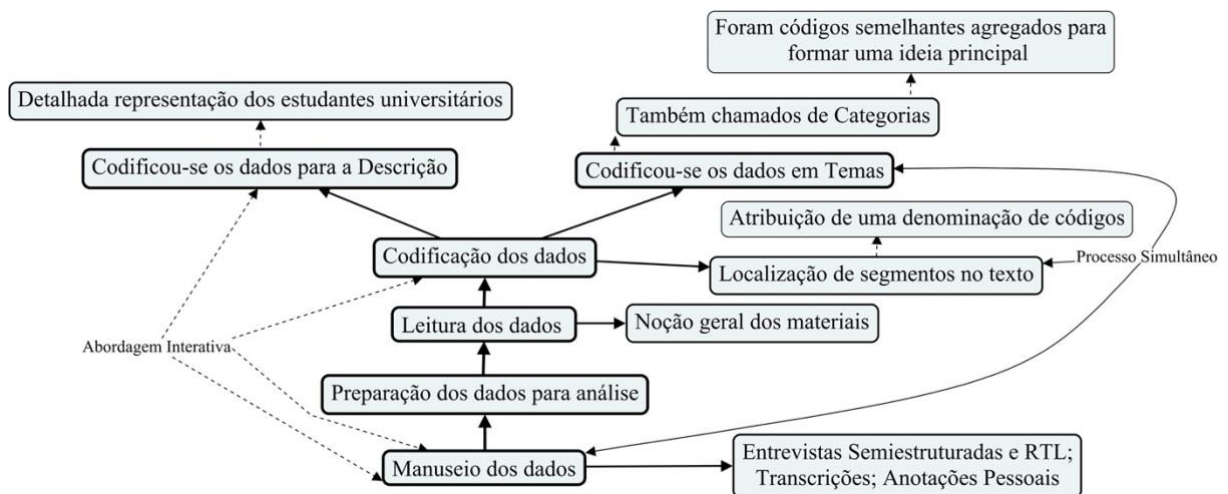 Foram códigos semelhantes agregados para
formar uma ideia principal
Detalhada representação dos estudantes universitários
Também chamados de Categorias
Codificou-se os dados para a Descrição
Codificou-se os dados em Temas
Atribuição de uma denominação de códigos
Codificação dos dados
Localização de segmentos no texto
Processo Simultâneo
Leitura dos dados
Noção geral dos materiais
Abordagem Interativa
Preparação dos dados para análise
Manuseio dos dados
Entrevistas Semiestruturadas e RTL;
Transcrições; Anotações Pessoais